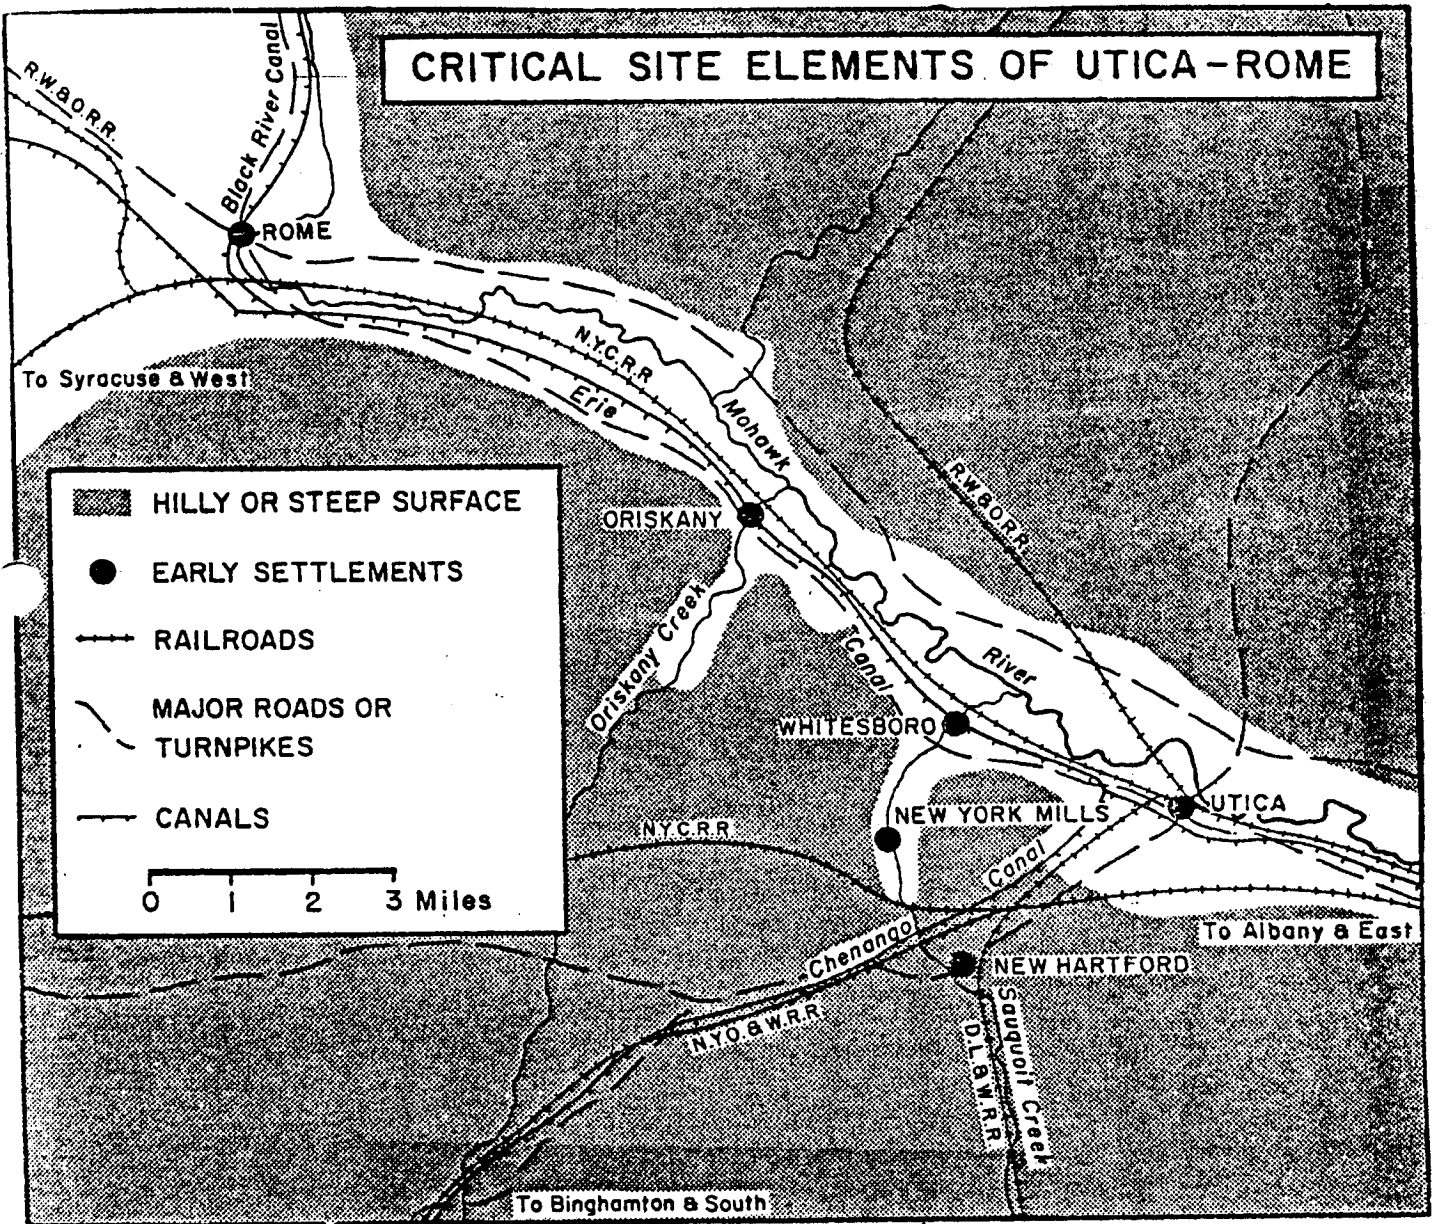 CRITICAL SITE ELEMENTS OF UTICA–ROME
R.W.&O.R.R.
Black River Canal
ROME
To Syracuse & West
N.Y.C.R.R
Erie
Mohawk
R.W.&O.R.R.
ORISKANY
Oriskany Creek
Canal
River
WHITESBORO
NEW YORK MILLS
UTICA
N.Y.C.R.R
Canal
Chenango
To Albany & East
NEW HARTFORD
N.Y.O.&W.R.R
D.L.&W.R.R.
Sauquoit Creek
To Binghamton & South
HILLY OR STEEP SURFACE
EARLY SETTLEMENTS
RAILROADS
MAJOR ROADS OR
TURNPIKES
CANALS
0 1 2 3 Miles